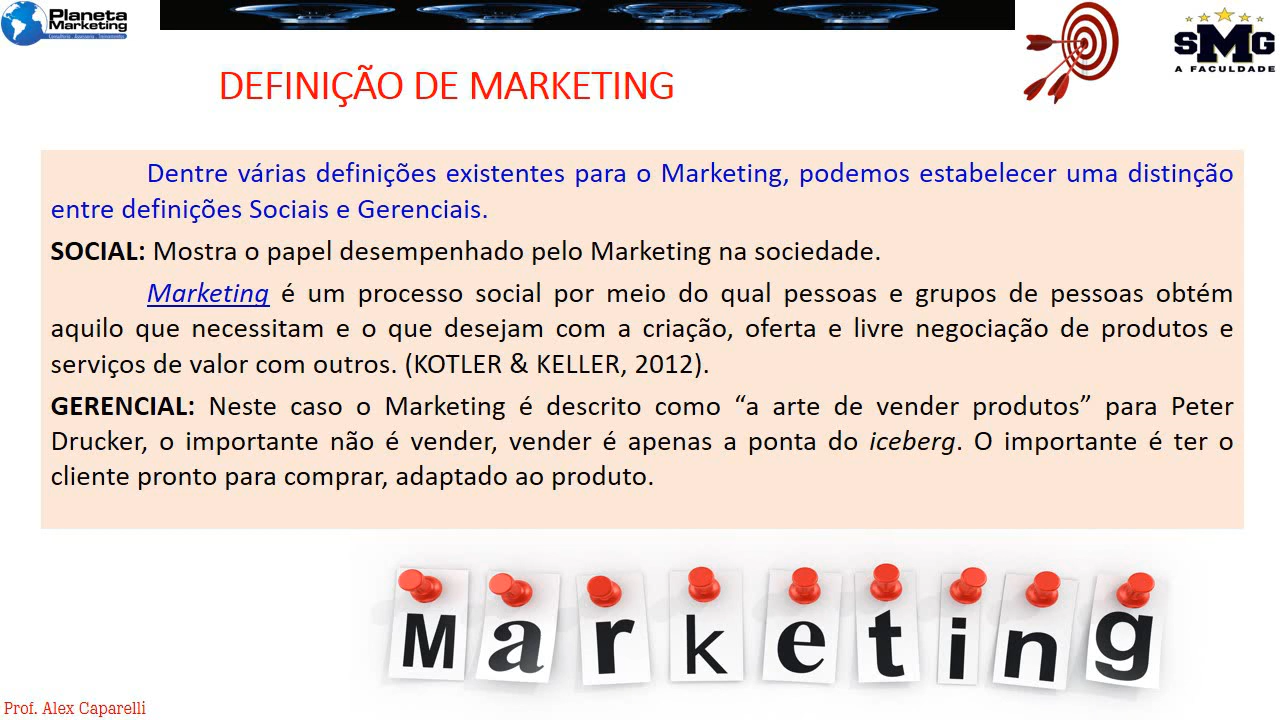 Planeta
Marketing
SMG
A FACULDADE
DEFINIÇÃO DE MARKETING
Dentre várias definições existentes para o Marketing, podemos estabelecer uma distinção
entre definições Sociais e Gerenciais.
SOCIAL: Mostra o papel desempenhado pelo Marketing na sociedade.
Marketing é um processo social por meio do qual pessoas e grupos de pessoas obtém
aquilo que necessitam e o que desejam com a criação, oferta e livre negociação de produtos e
serviços de valor com outros. (KOTLER & KELLER, 2012).
GERENCIAL: Neste caso o Marketing é descrito como “a arte de vender produtos” para Peter
Drucker, o importante não é vender, vender é apenas a ponta do iceberg. O importante é ter o
cliente pronto para comprar, adaptado ao produto.
Marketing
Prof. Alex Caparelli